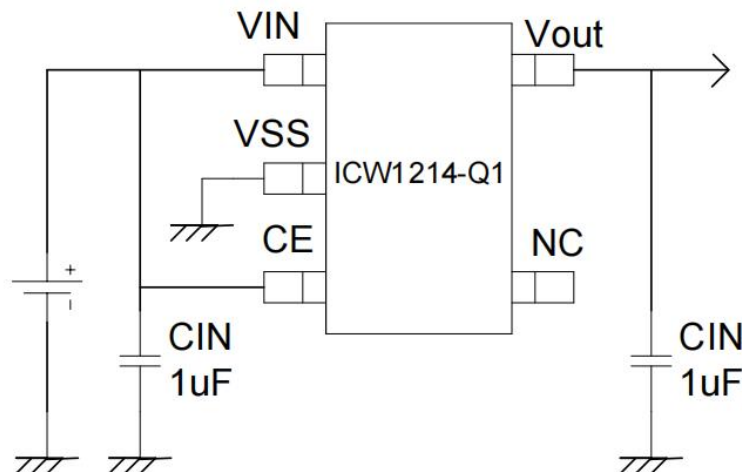 VIN
Vout
VSS
ICW1214-Q1
CE
NC
+
-
CIN
1uF
CIN
1uF